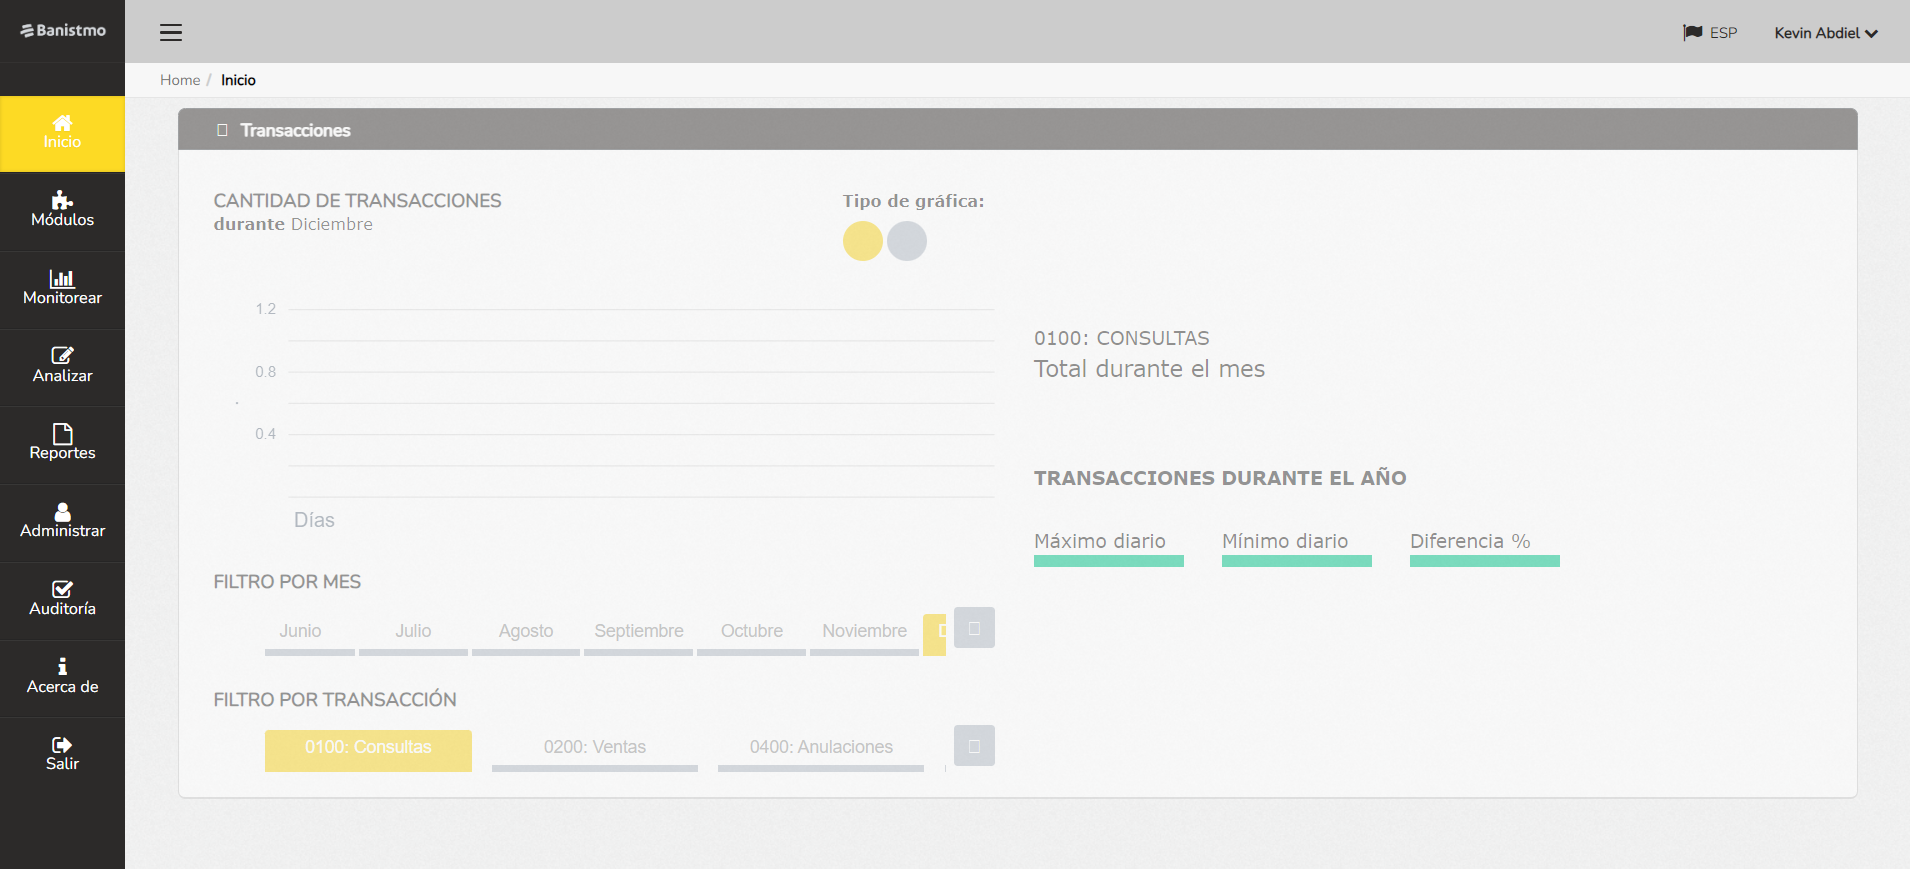 Banistmo
ESP
Kevin Abdiel
Home / Inicio
Inicio
Módulos
Monitorear
Analizar
Reportes
Administrar
Auditoría
Acerca de
Salir
Transacciones
CANTIDAD DE TRANSACCIONES
durante Diciembre
Tipo de gráfica:
1.2
0.8
0.4
Días
0100: CONSULTAS
Total durante el mes
TRANSACCIONES DURANTE EL AÑO
Máximo diario
Mínimo diario
Diferencia %
FILTRO POR MES
Junio
Julio
Agosto
Septiembre
Octubre
Noviembre
D
FILTRO POR TRANSACCIÓN
0100: Consultas
0200: Ventas
0400: Anulaciones